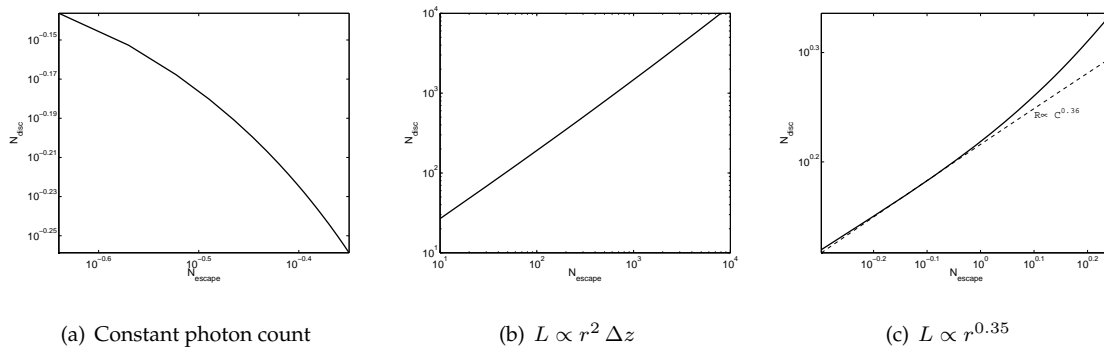 10^-0.15
10^-0.17
10^-0.19
10^-0.21
10^-0.23
10^-0.25
N_disc
10^-0.6 10^-0.5 10^-0.4
N_escape
(a) Constant photon count
10^4
10^3
10^2
10^1
N_disc
10^1 10^2 10^3 10^4
N_escape
(b) L ∝ r^2 Δz
10^0.3
10^0.2
N_disc
R∝ C^0.36
10^-0.2 10^-0.1 10^0 10^0.1 10^0.2
N_escape
(c) L ∝ r^0.35